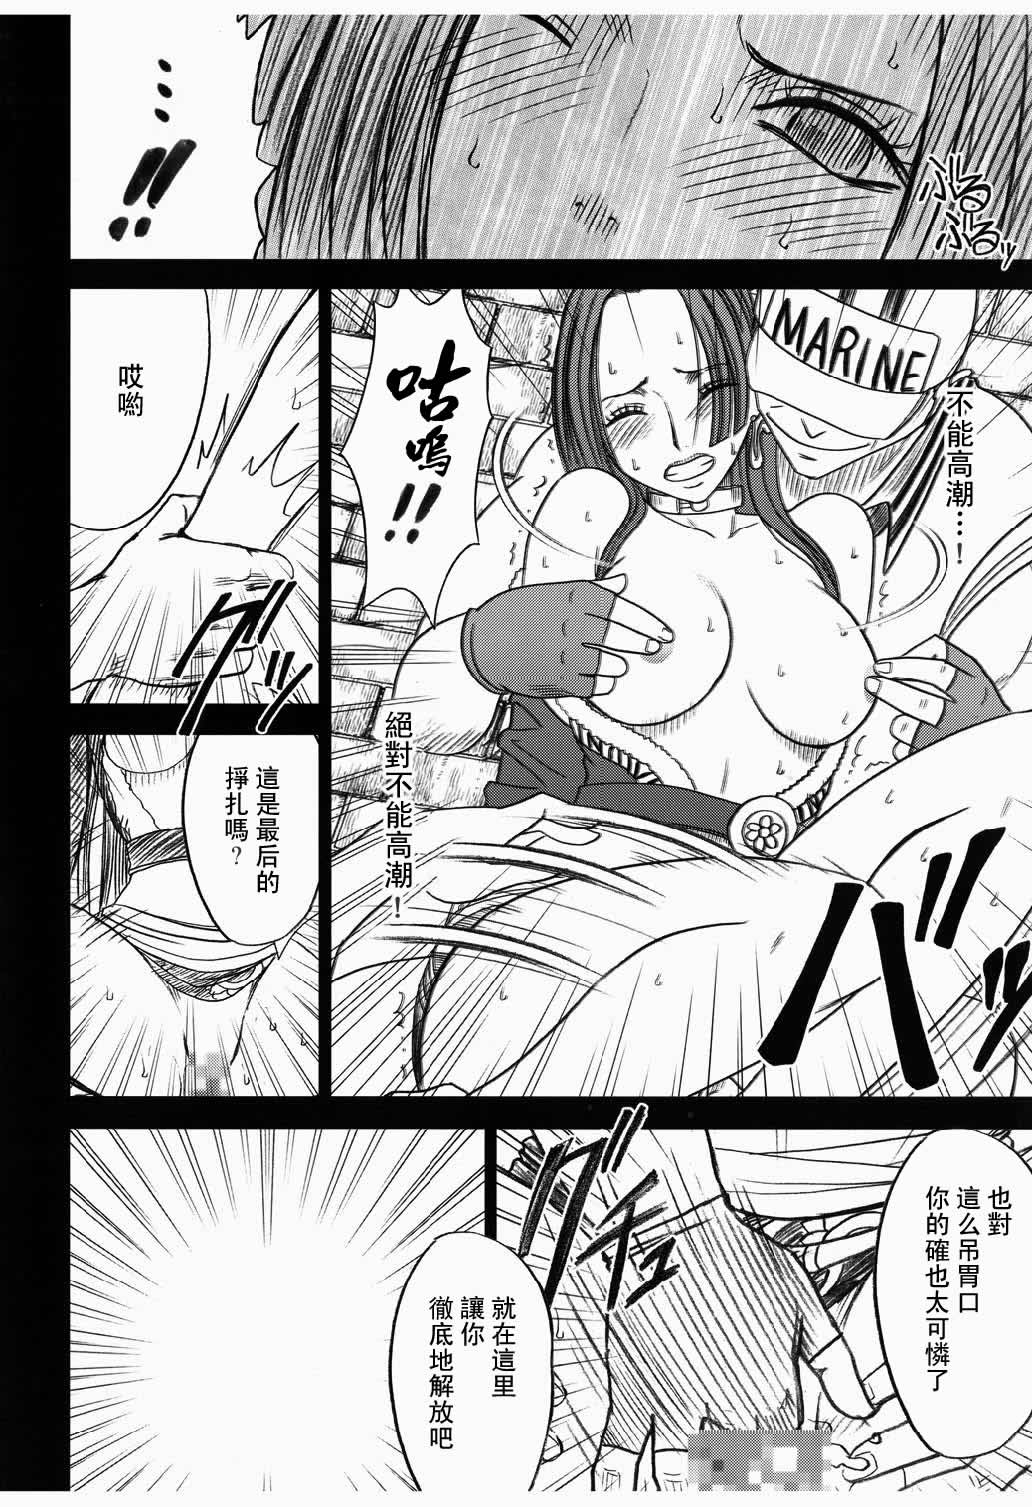 …
!!
ぶるぶるッ
MARINE
不能高潮…！
咕嗚!!
絕對不能高潮！
バッ
哎喲
グッ
這是最后的
掙扎嗎？
也對
這么吊胃口
你的確也太可憐了
グチュ
就在這里
讓你
徹底地解放吧